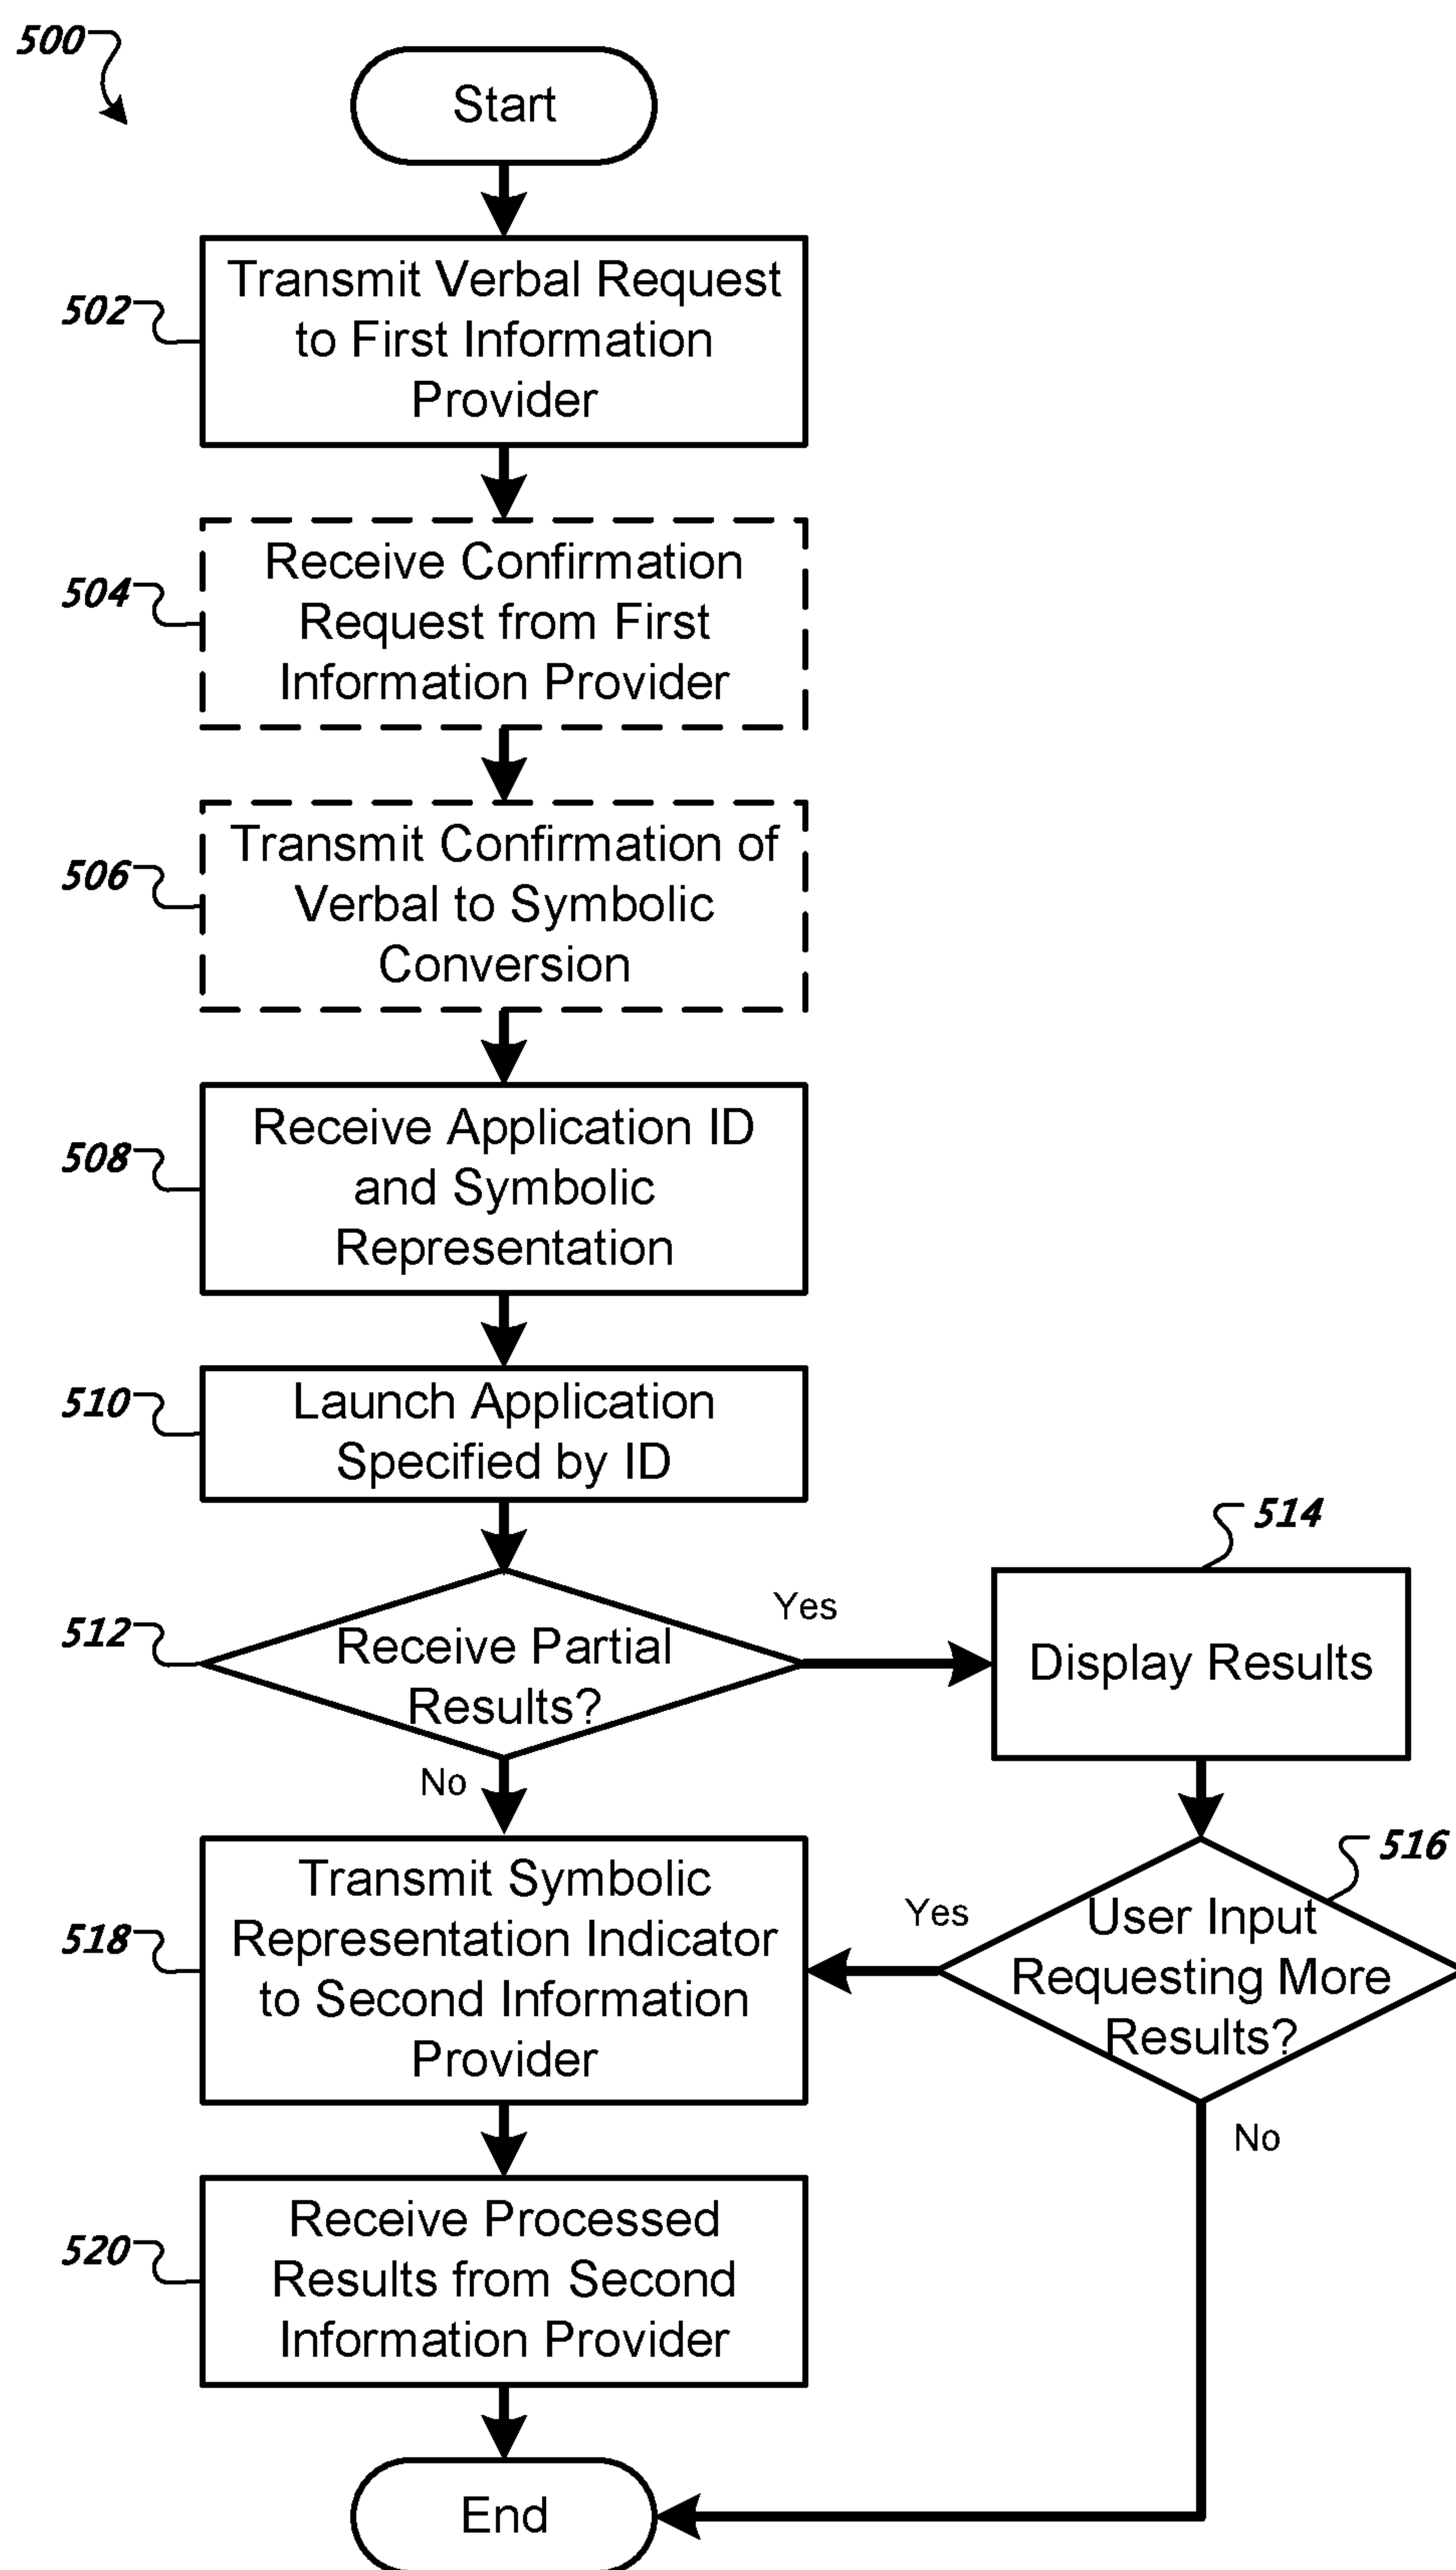 500
Start
502
Transmit Verbal Request
to First Information
Provider
504
Receive Confirmation
Request from First
Information Provider
506
Transmit Confirmation of
Verbal to Symbolic
Conversion
508
Receive Application ID
and Symbolic
Representation
510
Launch Application
Specified by ID
512
Receive Partial
Results?
Yes
No
514
Display Results
516
User Input
Requesting More
Results?
Yes
No
518
Transmit Symbolic
Representation Indicator
to Second Information
Provider
520
Receive Processed
Results from Second
Information Provider
End